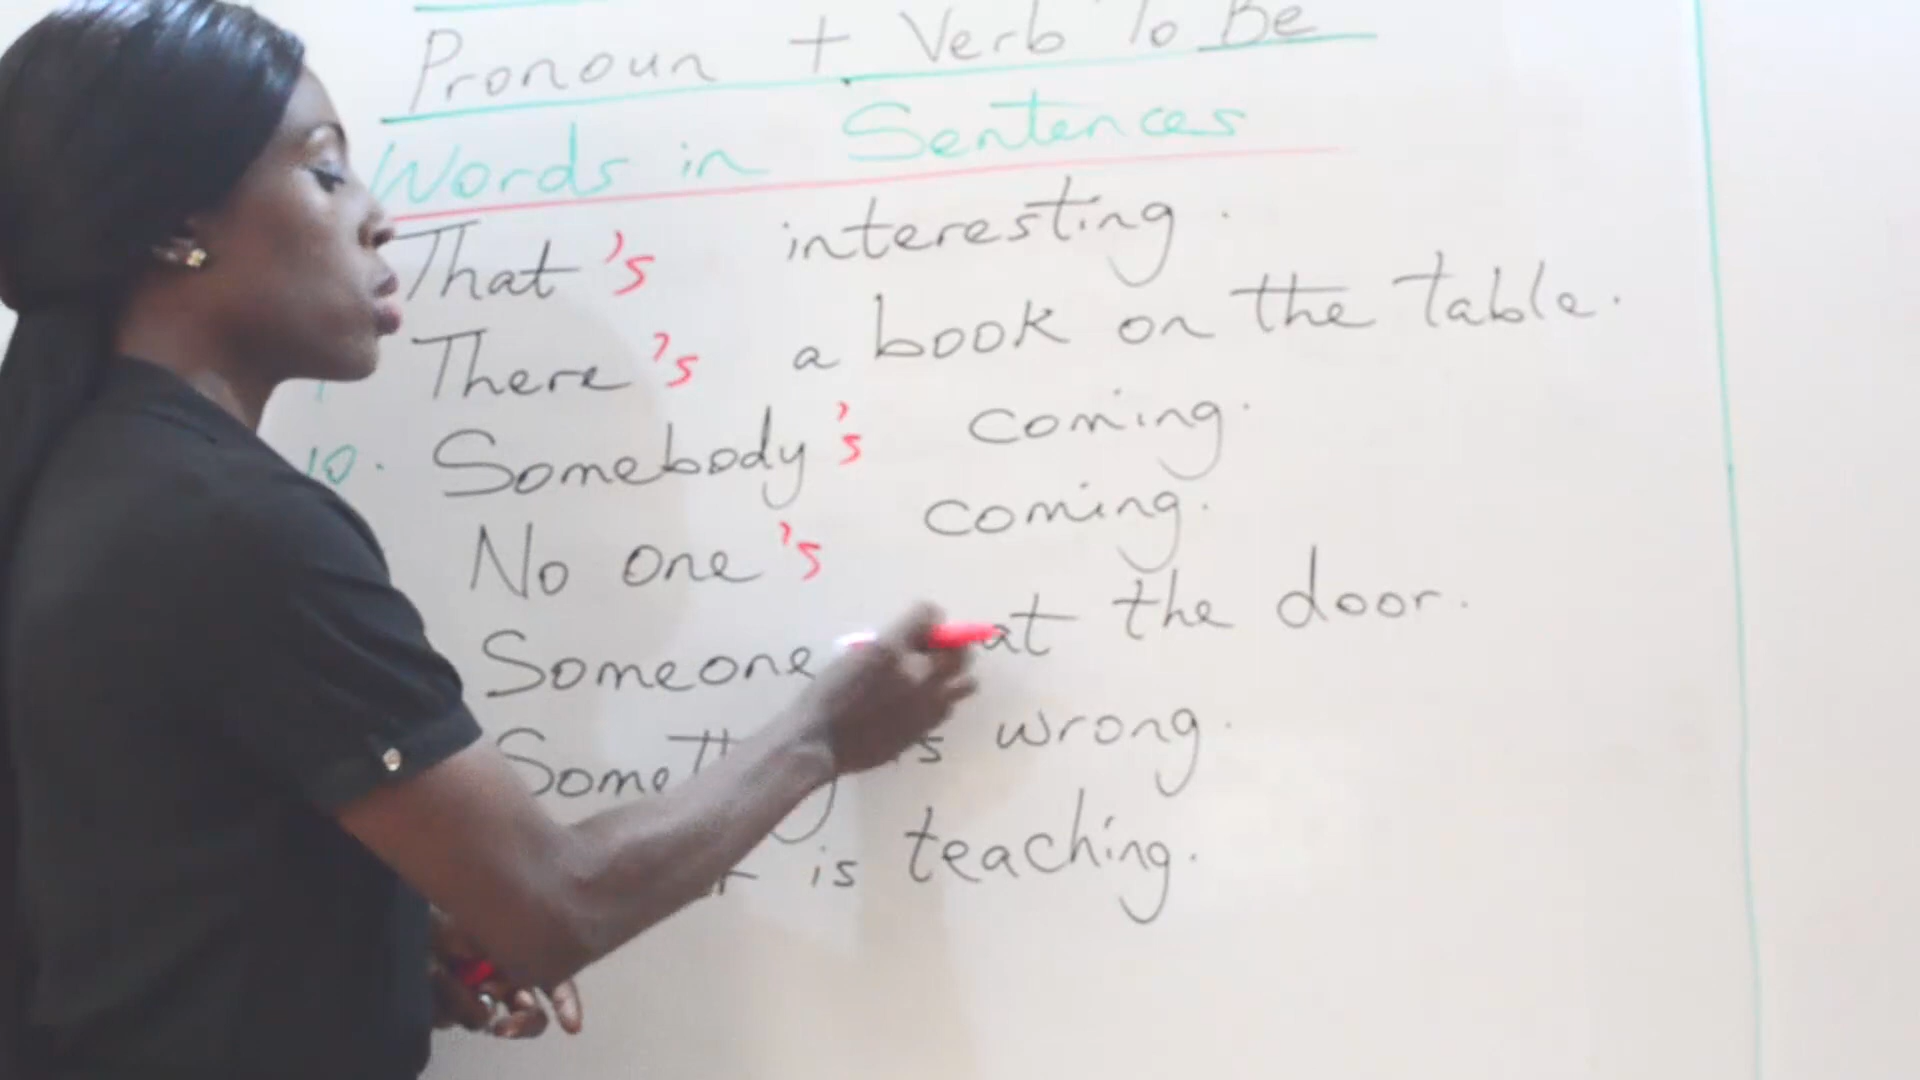 Pronoun + Verb To Be
Words in Sentences
That's interesting.
There's a book on the table.
10. Somebody's coming.
No one's coming.
Someone at the door.
wrong.
is teaching.